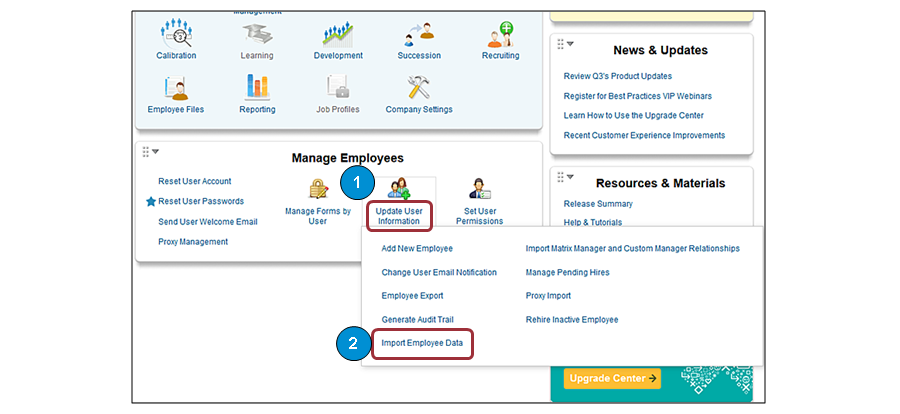 Management
Calibration
Learning
Development
Succession
Recruiting
Employee Files
Reporting
Job Profiles
Company Settings
Manage Employees
Reset User Account
Reset User Passwords
Send User Welcome Email
Proxy Management
Manage Forms by
User
1
Update User
Information
Set User
Permissions
Add New Employee
Change User Email Notification
Employee Export
Generate Audit Trail
2
Import Employee Data
Import Matrix Manager and Custom Manager Relationships
Manage Pending Hires
Proxy Import
Rehire Inactive Employee
News & Updates
Review Q3's Product Updates
Register for Best Practices VIP Webinars
Learn How to Use the Upgrade Center
Recent Customer Experience Improvements
Resources & Materials
Release Summary
Help & Tutorials
Upgrade Center